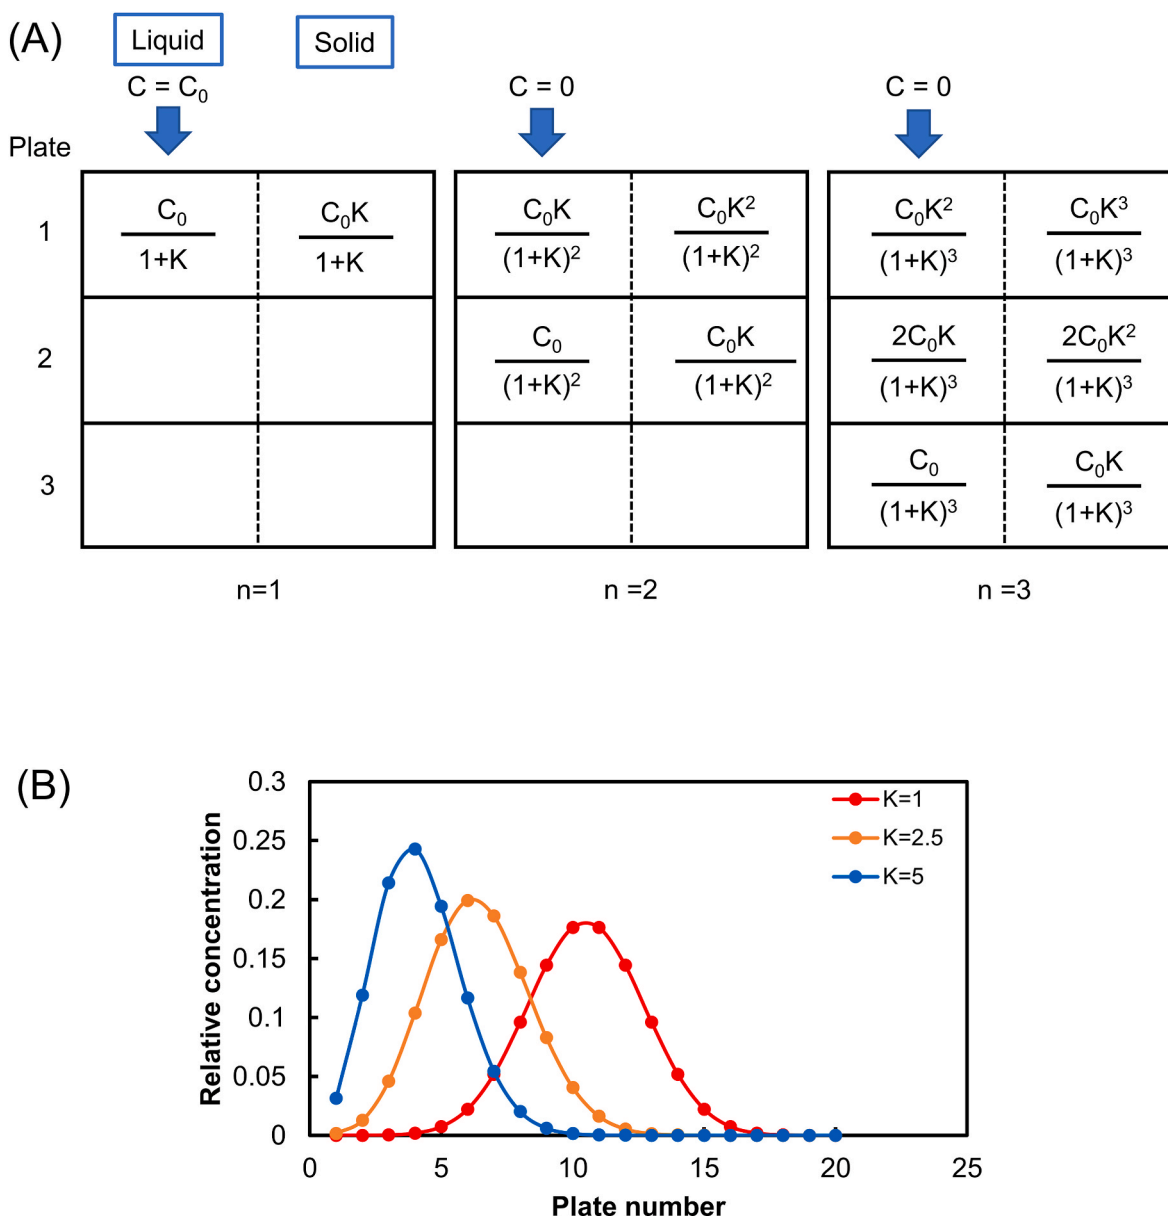 (A)
Liquid
Solid
C = C₀
C = 0
C = 0
Plate
1
C₀
1+K
C₀K
1+K
C₀K
(1+K)²
C₀K²
(1+K)²
C₀K²
(1+K)³
C₀K³
(1+K)³
2
C₀
(1+K)²
C₀K
(1+K)²
2C₀K
(1+K)³
2C₀K²
(1+K)³
3
C₀
(1+K)³
C₀K
(1+K)³
n=1
n =2
n =3
(B)
Relative concentration
0.3
0.25
0.2
0.15
0.1
0.05
0
K=1
K=2.5
K=5
0
5
10
15
20
25
Plate number